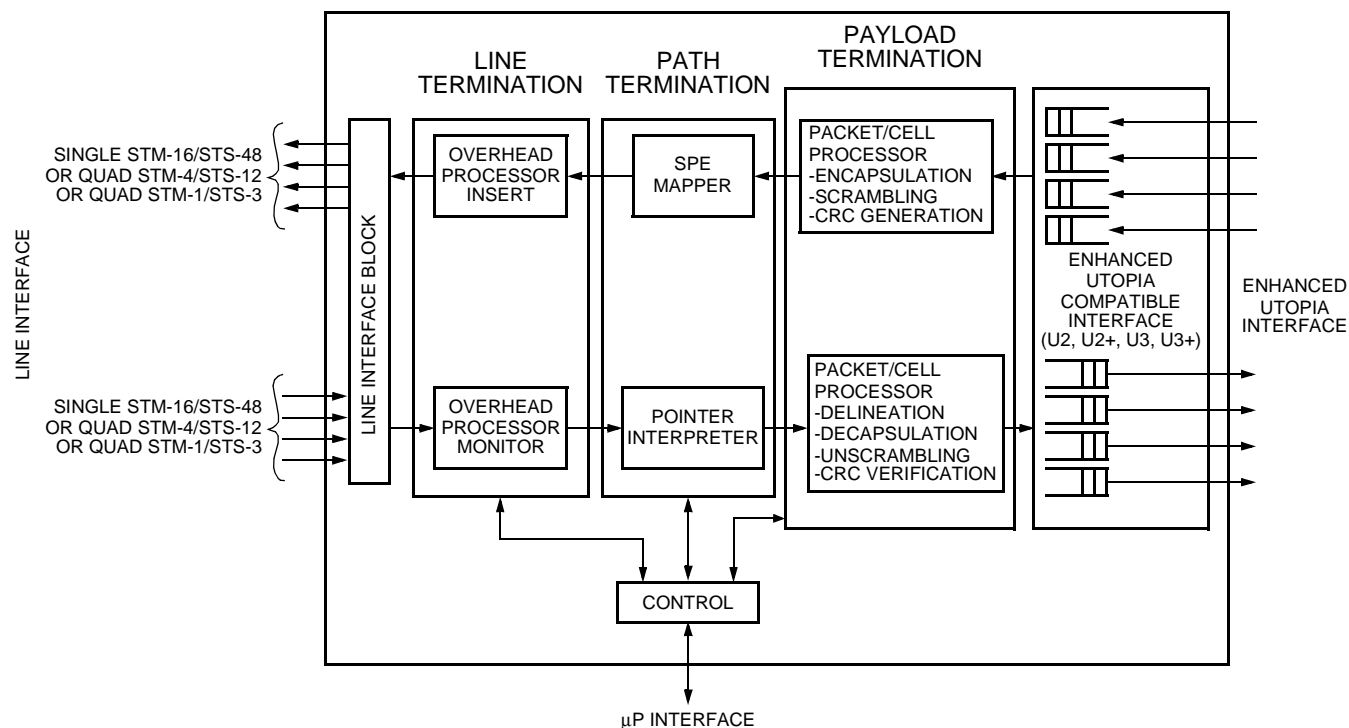 LINE
TERMINATION
PATH
TERMINATION
PAYLOAD
TERMINATION
SINGLE STM-16/STS-48
OR QUAD STM-4/STS-12
OR QUAD STM-1/STS-3
OVERHEAD
PROCESSOR
INSERT
SPE
MAPPER
PACKET/CELL
PROCESSOR
-ENCAPSULATION
-SCRAMBLING
-CRC GENERATION
LINE INTERFACE
LINE INTERFACE BLOCK
ENHANCED
UTOPIA
COMPATIBLE
INTERFACE
(U2, U2+, U3, U3+)
ENHANCED
UTOPIA
INTERFACE
SINGLE STM-16/STS-48
OR QUAD STM-4/STS-12
OR QUAD STM-1/STS-3
OVERHEAD
PROCESSOR
MONITOR
POINTER
INTERPRETER
PACKET/CELL
PROCESSOR
-DELINEATION
-DECAPSULATION
-UNSCRAMBLING
-CRC VERIFICATION
CONTROL
µP INTERFACE